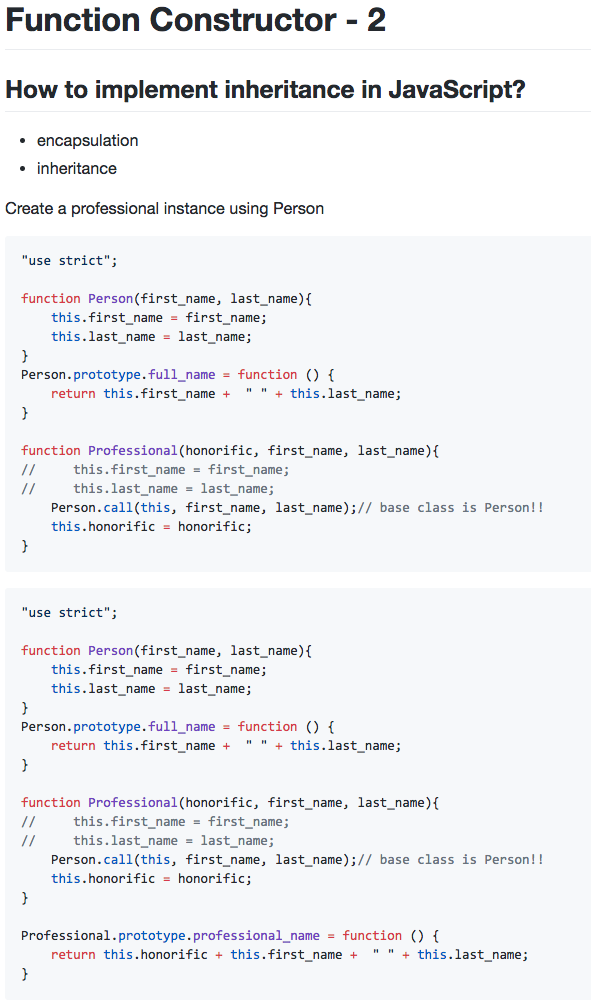 Function Constructor - 2
How to implement inheritance in JavaScript?
• encapsulation
• inheritance
Create a professional instance using Person
"use strict";
function Person(first_name, last_name){
    this.first_name = first_name;
    this.last_name = last_name;
}
Person.prototype.full_name = function () {
    return this.first_name +  " " + this.last_name;
}
function Professional(honorific, first_name, last_name){
//     this.first_name = first_name;
//     this.last_name = last_name;
    Person.call(this, first_name, last_name);// base class is Person!!
    this.honorific = honorific;
}
"use strict";
function Person(first_name, last_name){
    this.first_name = first_name;
    this.last_name = last_name;
}
Person.prototype.full_name = function () {
    return this.first_name +  " " + this.last_name;
}
function Professional(honorific, first_name, last_name){
//     this.first_name = first_name;
//     this.last_name = last_name;
    Person.call(this, first_name, last_name);// base class is Person!!
    this.honorific = honorific;
}
Professional.prototype.professional_name = function () {
    return this.honorific + this.first_name +  " " + this.last_name;
}